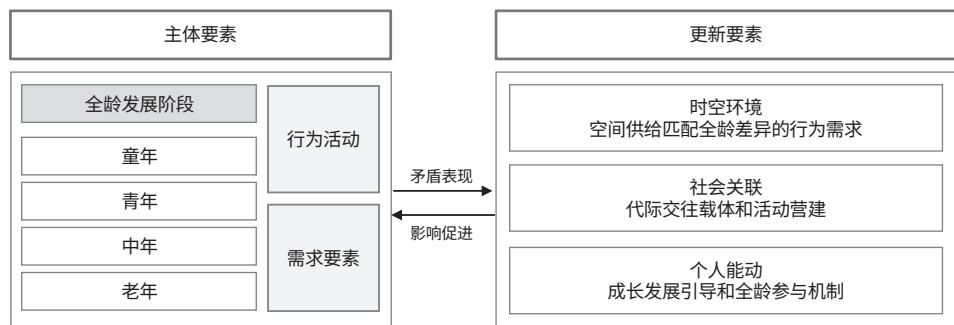 主体要素
更新要素
全龄发展阶段
童年
青年
中年
老年
行为活动
需求要素
矛盾表现
影响促进
时空环境
空间供给匹配全龄差异的行为需求
社会关联
代际交往载体和活动营建
个人能动
成长发展引导和全龄参与机制